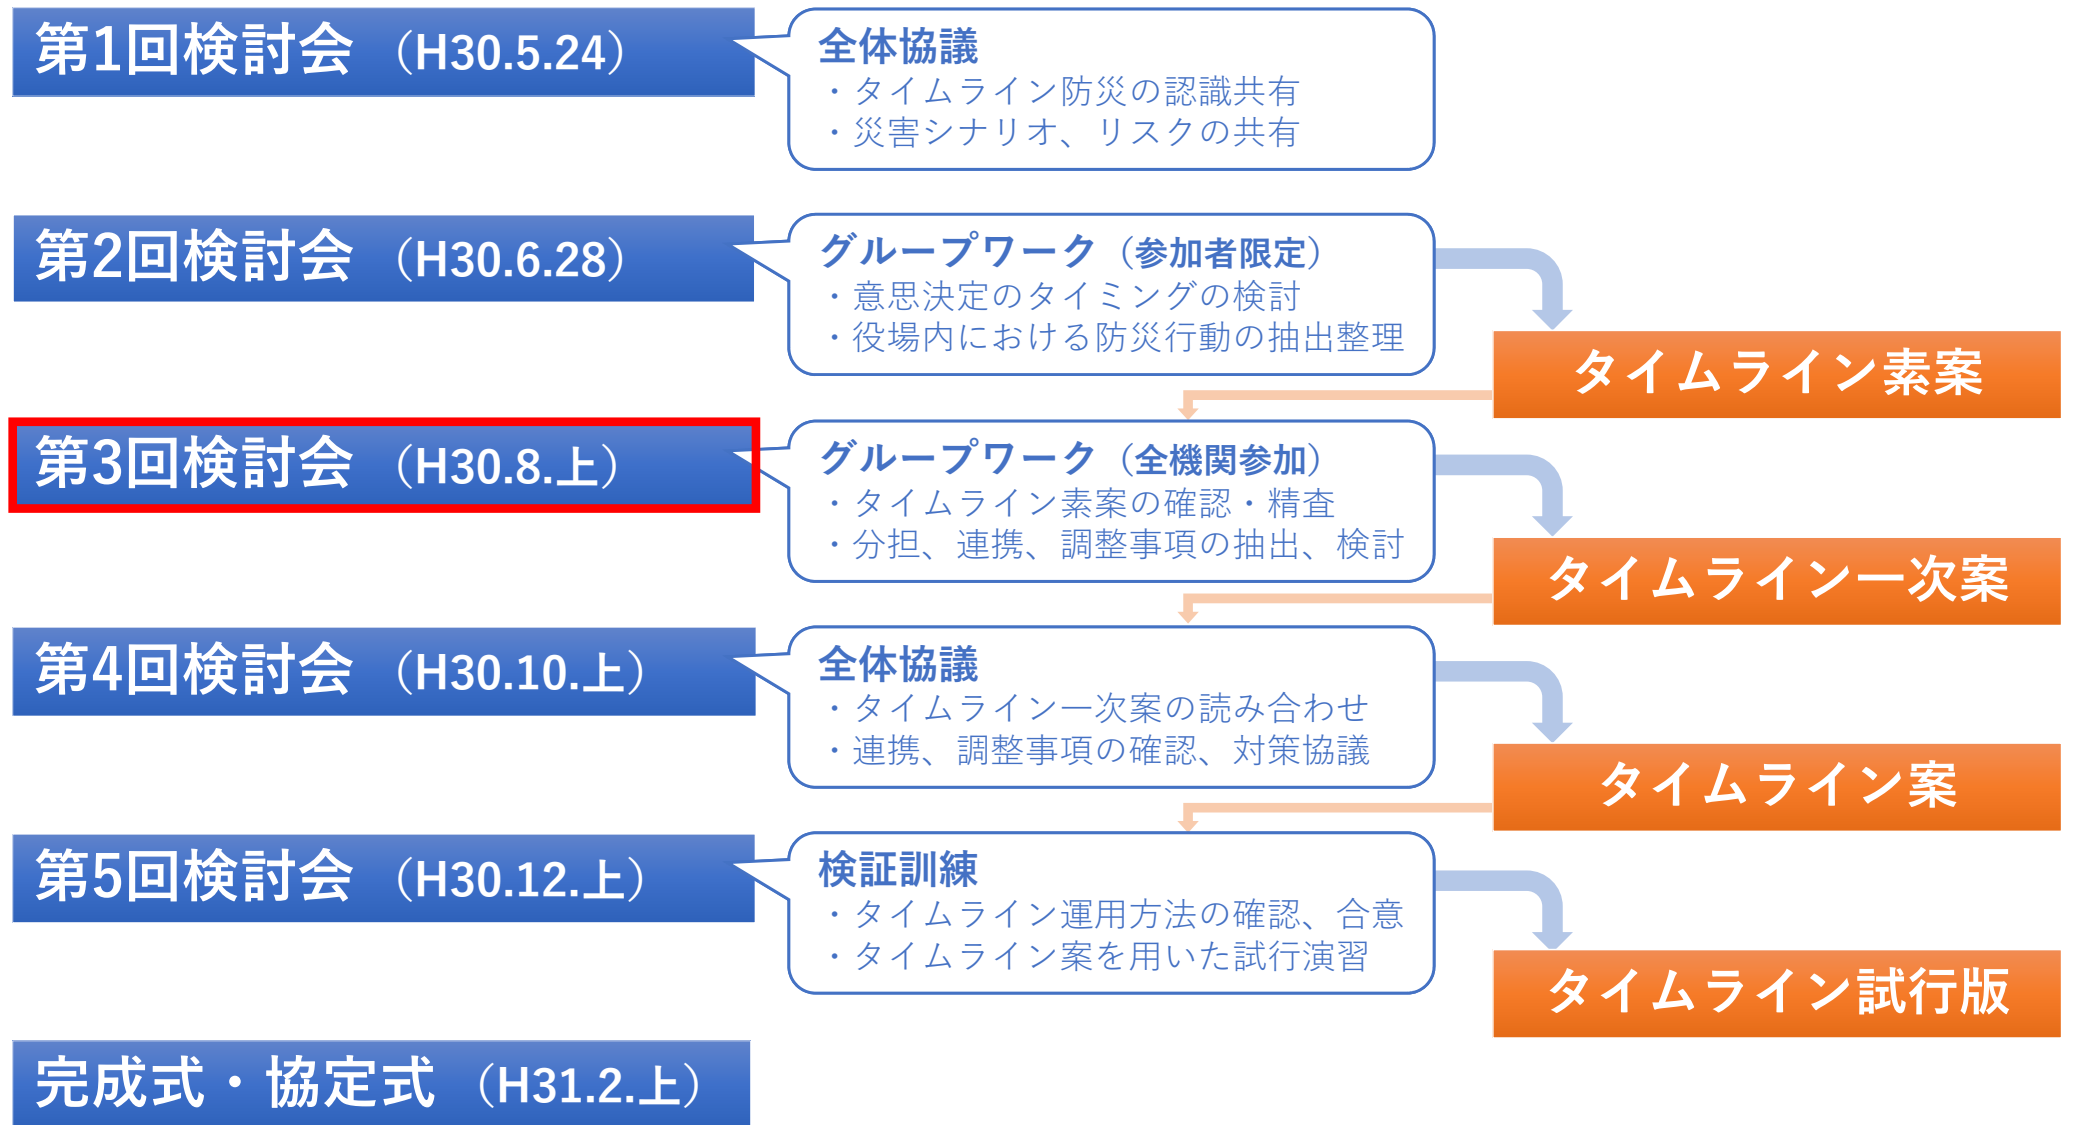 第1回検討会（H30.5.24）
全体協議
・タイムライン防災の認識共有
・災害シナリオ、リスクの共有
第2回検討会（H30.6.28）
グループワーク（参加者限定）
・意思決定のタイミングの検討
・役場内における防災行動の抽出整理
タイムライン素案
第3回検討会（H30.8.上）
グループワーク（全機関参加）
・タイムライン素案の確認・精査
・分担、連携、調整事項の抽出、検討
タイムライン一次案
第4回検討会（H30.10.上）
全体協議
・タイムライン一次案の読み合わせ
・連携、調整事項の確認、対策協議
タイムライン案
第5回検討会（H30.12.上）
検証訓練
・タイムライン運用方法の確認、合意
・タイムライン案を用いた試行演習
タイムライン試行版
完成式・協定式（H31.2.上）